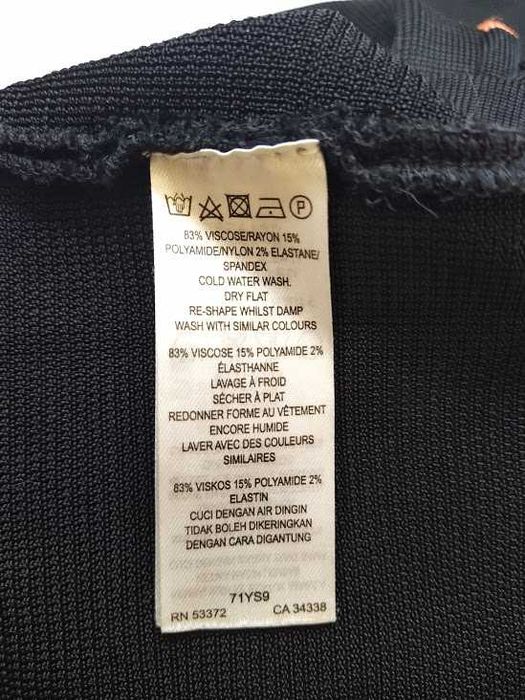 P
83% VISCOSE/RAYON 15%
POLYAMIDE/NYLON 2% ELASTANE/
SPANDEX
COLD WATER WASH.
DRY FLAT
RE-SHAPE WHILST DAMP
WASH WITH SIMILAR COLOURS
83% VISCOSE 15% POLYAMIDE 2%
ÉLASTHANNE
LAVAGE À FROID
SÉCHER À PLAT
REDONNER FORME AU VÊTEMENT
ENCORE HUMIDE
LAVER AVEC DES COULEURS
SIMILAIRES
83% VISKOS 15% POLYAMIDE 2%
ELASTIN
CUCI DENGAN AIR DINGIN
TIDAK BOLEH DIKERINGKAN
DENGAN CARA DIGANTUNG
71YS9
RN 53372 CA 34338